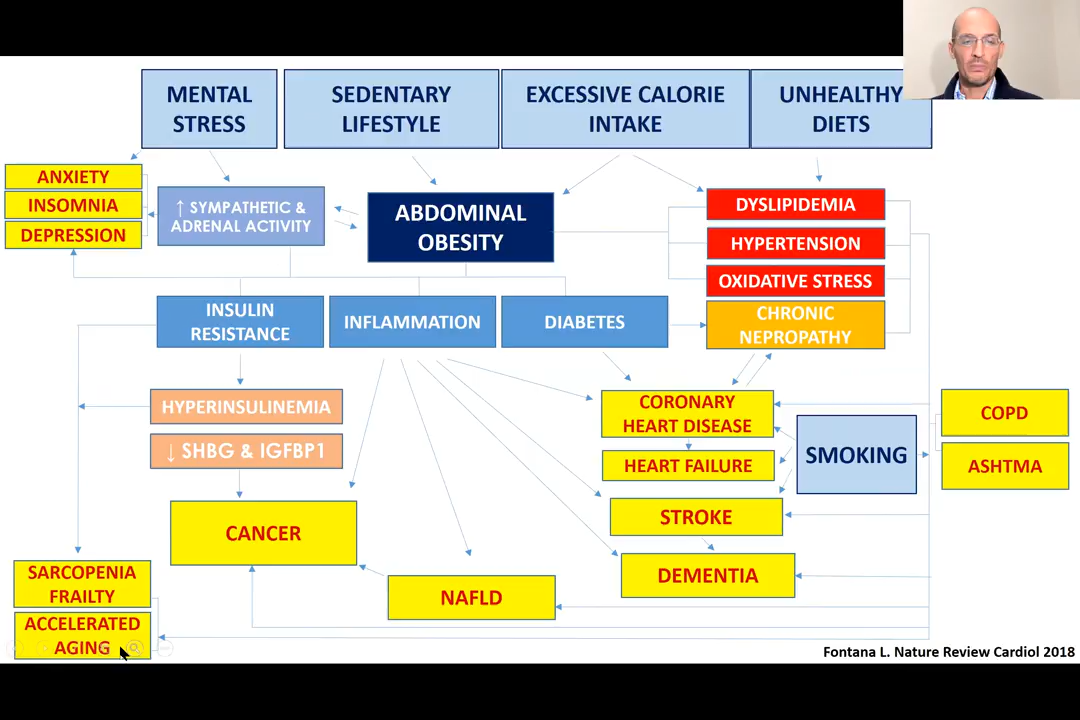 MENTAL
STRESS
SEDENTARY
LIFESTYLE
EXCESSIVE CALORIE
INTAKE
UNHEALTHY
DIETS
ANXIETY
INSOMNIA
DEPRESSION
↑ SYMPATHETIC &
ADRENAL ACTIVITY
ABDOMINAL
OBESITY
DYSLIPIDEMIA
HYPERTENSION
OXIDATIVE STRESS
CHRONIC
NEPROPATHY
INSULIN
RESISTANCE
INFLAMMATION
DIABETES
HYPERINSULINEMIA
↓ SHBG & IGFBP1
CORONARY
HEART DISEASE
HEART FAILURE
SMOKING
COPD
ASHTMA
STROKE
CANCER
DEMENTIA
NAFLD
SARCOPENIA
FRAILTY
ACCELERATED
AGING
Fontana L. Nature Review Cardiol 2018